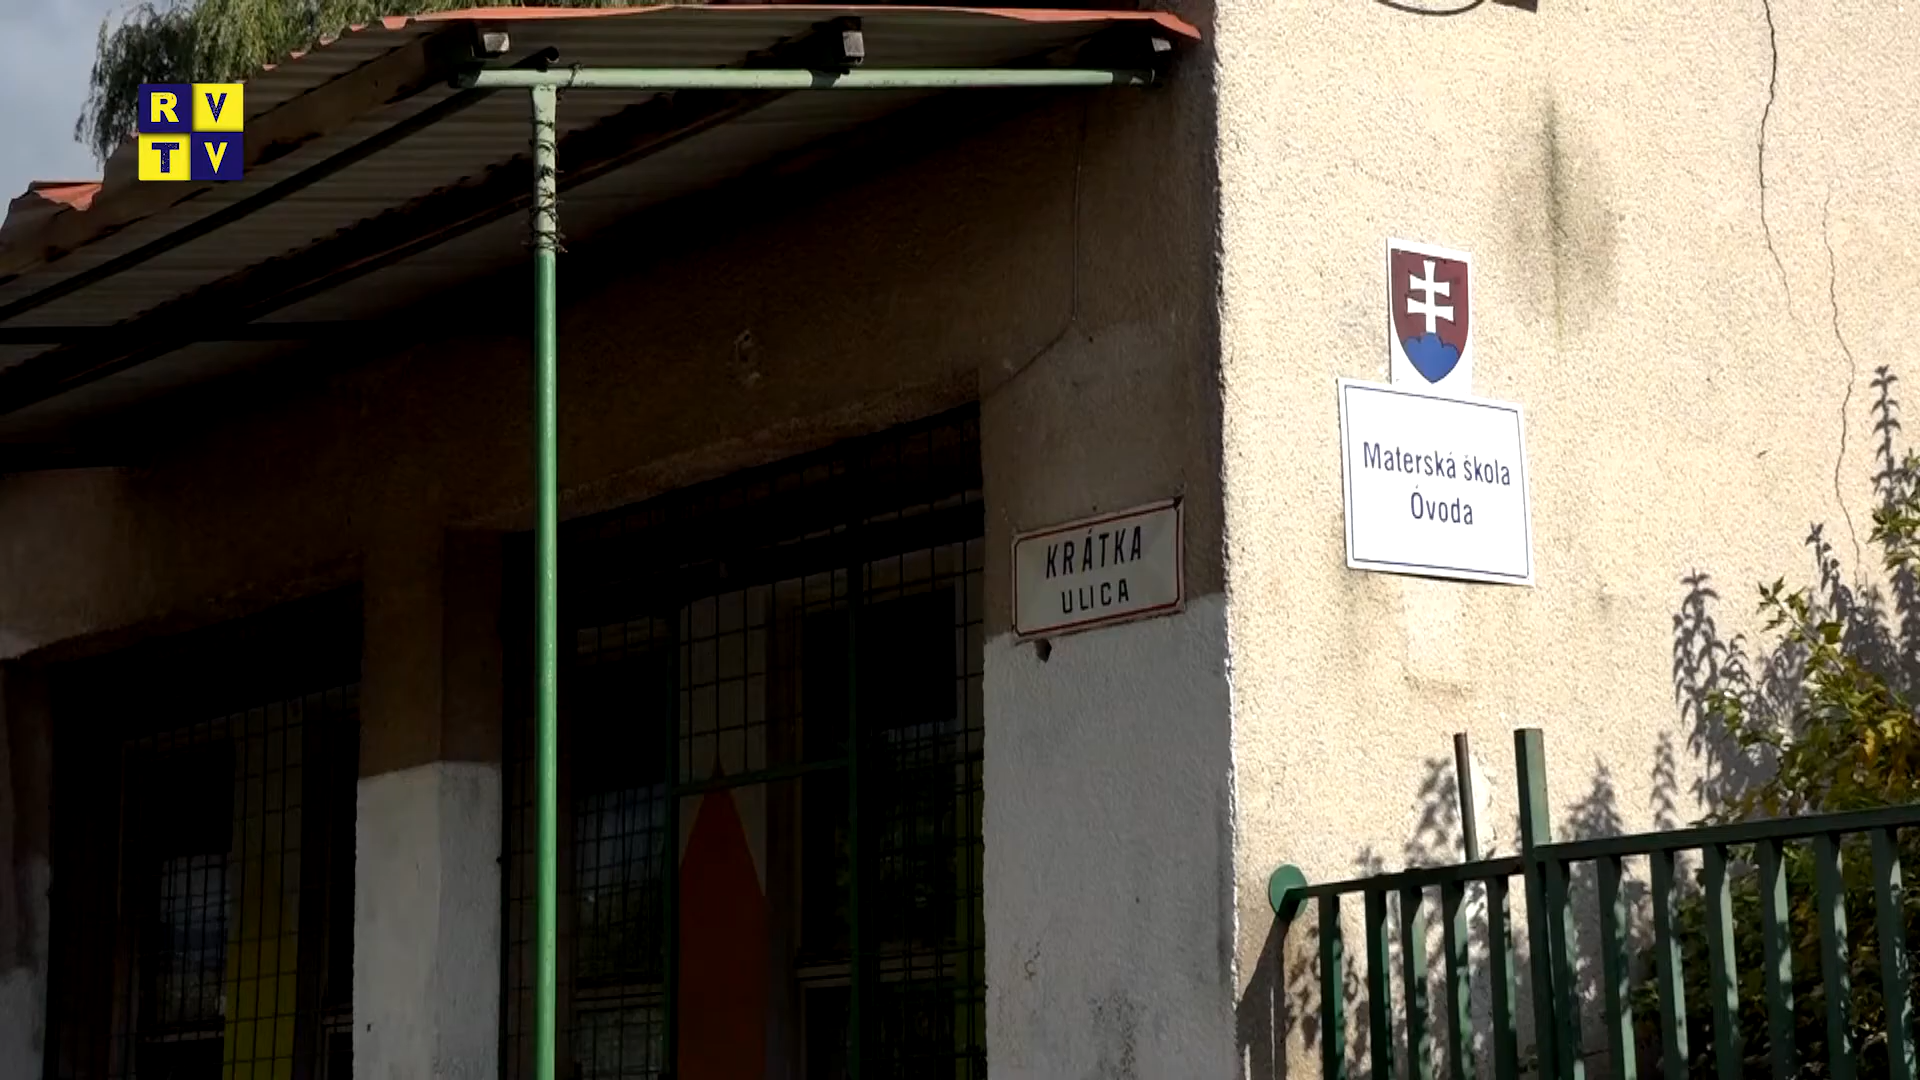 RV
TV
Materská škola
Óvoda
KRÁTKA
ULICA